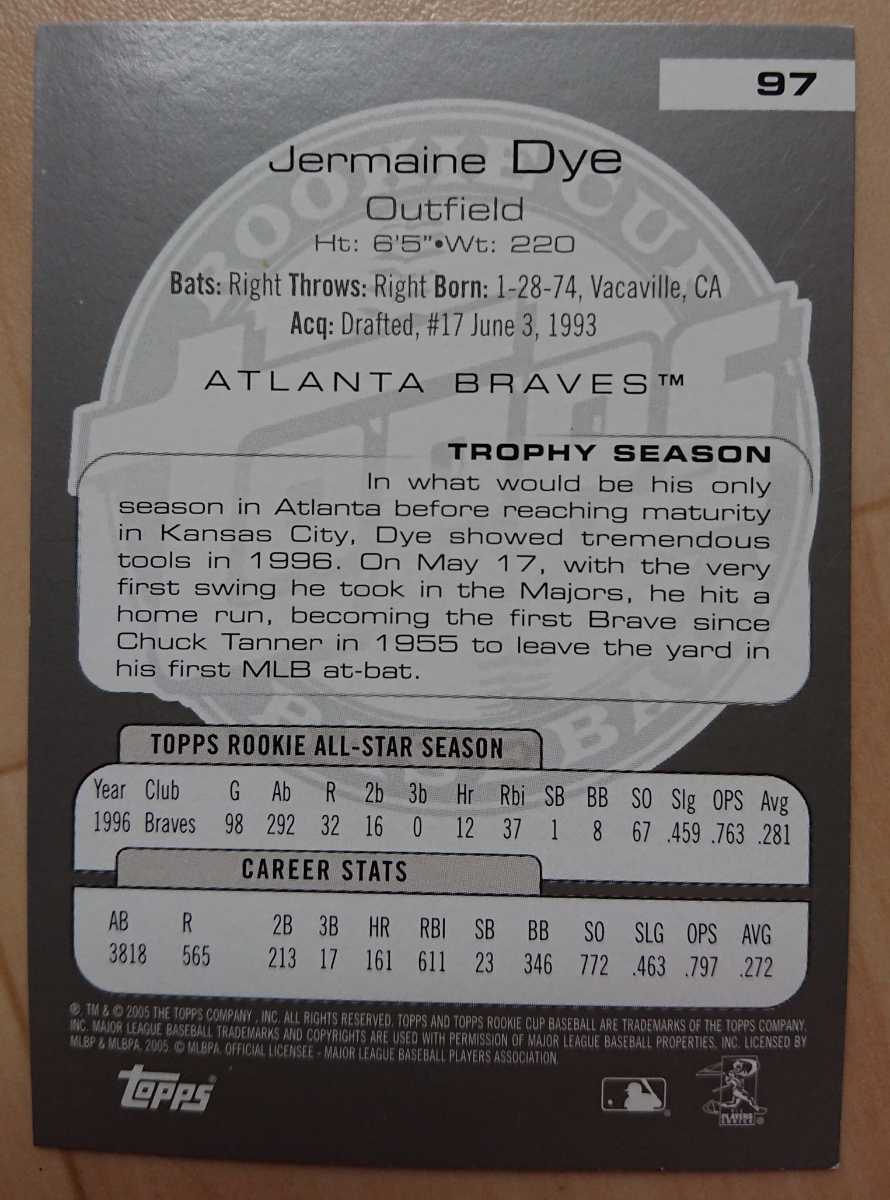 97
ROOKIE CUP
Jermaine Dye
Outfield
Ht: 6'5"•Wt: 220
Bats: Right Throws: Right Born: 1-28-74, Vacaville, CA
Acq: Drafted, #17 June 3, 1993
Topps
ATLANTA BRAVES™
TROPHY SEASON
In what would be his only
season in Atlanta before reaching maturity
in Kansas City, Dye showed tremendous
tools in 1996. On May 17, with the very
first swing he took in the Majors, he hit a
home run, becoming the first Brave since
Chuck Tanner in 1955 to leave the yard in
his first MLB at-bat.
BASEBALL
TOPPS ROOKIE ALL-STAR SEASON
Year Club G Ab R 2b 3b Hr Rbi SB BB SO Slg OPS Avg
1996 Braves 98 292 32 16 0 12 37 1 8 67 .459 .763 .281
CAREER STATS
AB R 2B 3B HR RBI SB BB SO SLG OPS AVG
3818 565 213 17 161 611 23 346 772 .463 .797 .272
®, TM & © 2005 THE TOPPS COMPANY, INC. ALL RIGHTS RESERVED. TOPPS AND TOPPS ROOKIE CUP BASEBALL ARE TRADEMARKS OF THE TOPPS COMPANY,
INC. MAJOR LEAGUE BASEBALL TRADEMARKS AND COPYRIGHTS ARE USED WITH PERMISSION OF MAJOR LEAGUE BASEBALL PROPERTIES, INC. LICENSED BY
MLBP & MLBPA, 2005. © MLBPA. OFFICIAL LICENSEE - MAJOR LEAGUE BASEBALL PLAYERS ASSOCIATION.
topps®
PLAYERS
CHOICE